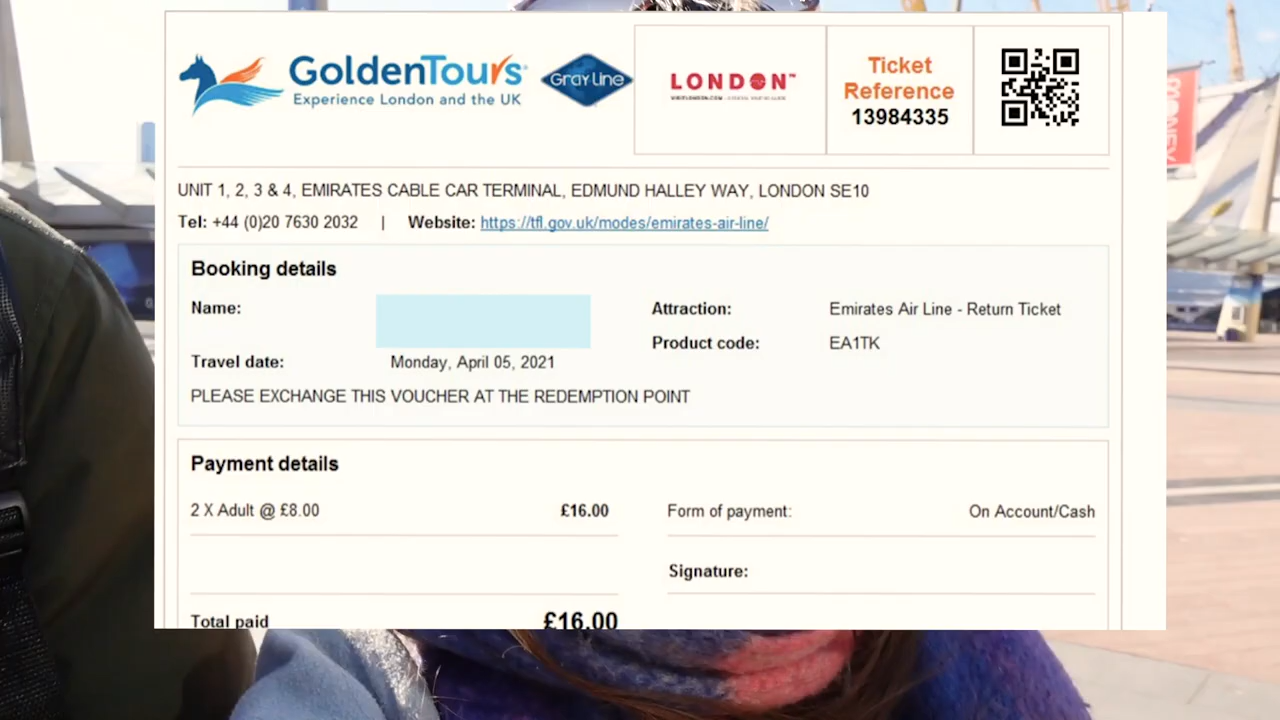 GoldenTours
Experience London and the UK
Gray Line
LONDON™
Ticket
Reference
13984335
UNIT 1, 2, 3 & 4, EMIRATES CABLE CAR TERMINAL, EDMUND HALLEY WAY, LONDON SE10
Tel: +44 (0)20 7630 2032 | Website: https://tfl.gov.uk/modes/emirates-air-line/
Booking details
Name:
Attraction: Emirates Air Line - Return Ticket
Product code: EA1TK
Travel date: Monday, April 05, 2021
PLEASE EXCHANGE THIS VOUCHER AT THE REDEMPTION POINT
Payment details
2 X Adult @ £8.00 £16.00
Form of payment: On Account/Cash
Signature:
Total paid £16.00